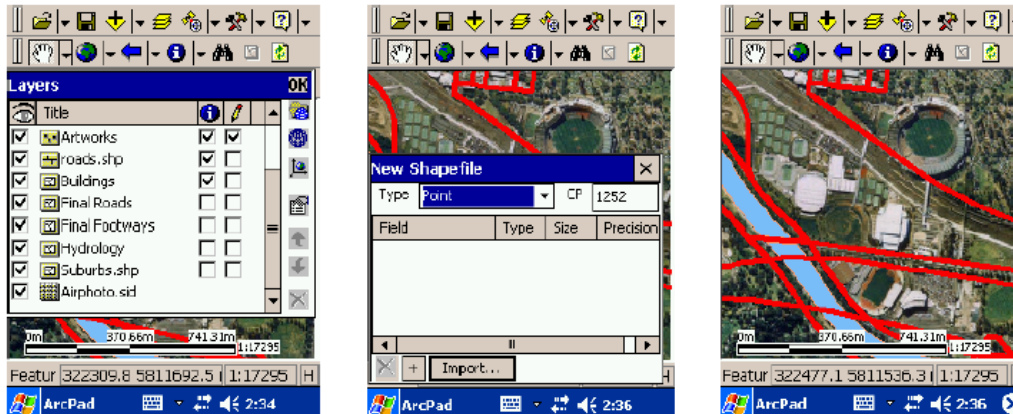 Layers OK
Title
Artworks
roads.shp
Buildings
Final Roads
Final Footways
Hydrology
Suburbs.shp
Airphoto.sid
0m 370.66m 741.31m
1:17295
Featur 322309.8 5811692.5 1:17295 H
ArcPad 2:34
New Shapefile
Type Point CP 1252
Field Type Size Precision
Import...
ArcPad 2:36
0m 370.66m 741.31m
1:17295
Featur 322477.1 5811536.3 1:17295
ArcPad 2:36